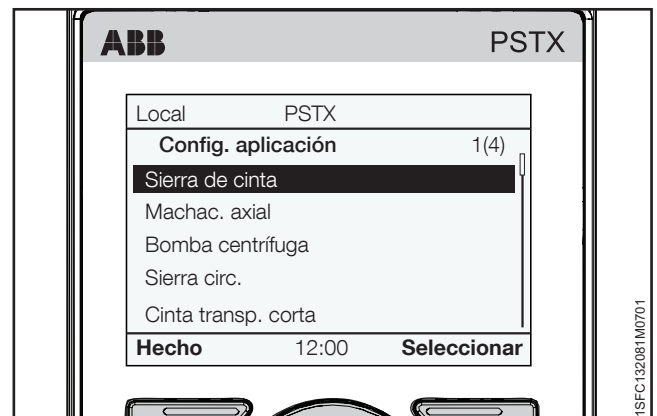 ABB PSTX
Local PSTX
Config. aplicación 1(4)
Sierra de cinta
Machac. axial
Bomba centrífuga
Sierra circ.
Cinta transp. corta
Hecho 12:00 Seleccionar
1SFC132081M0701